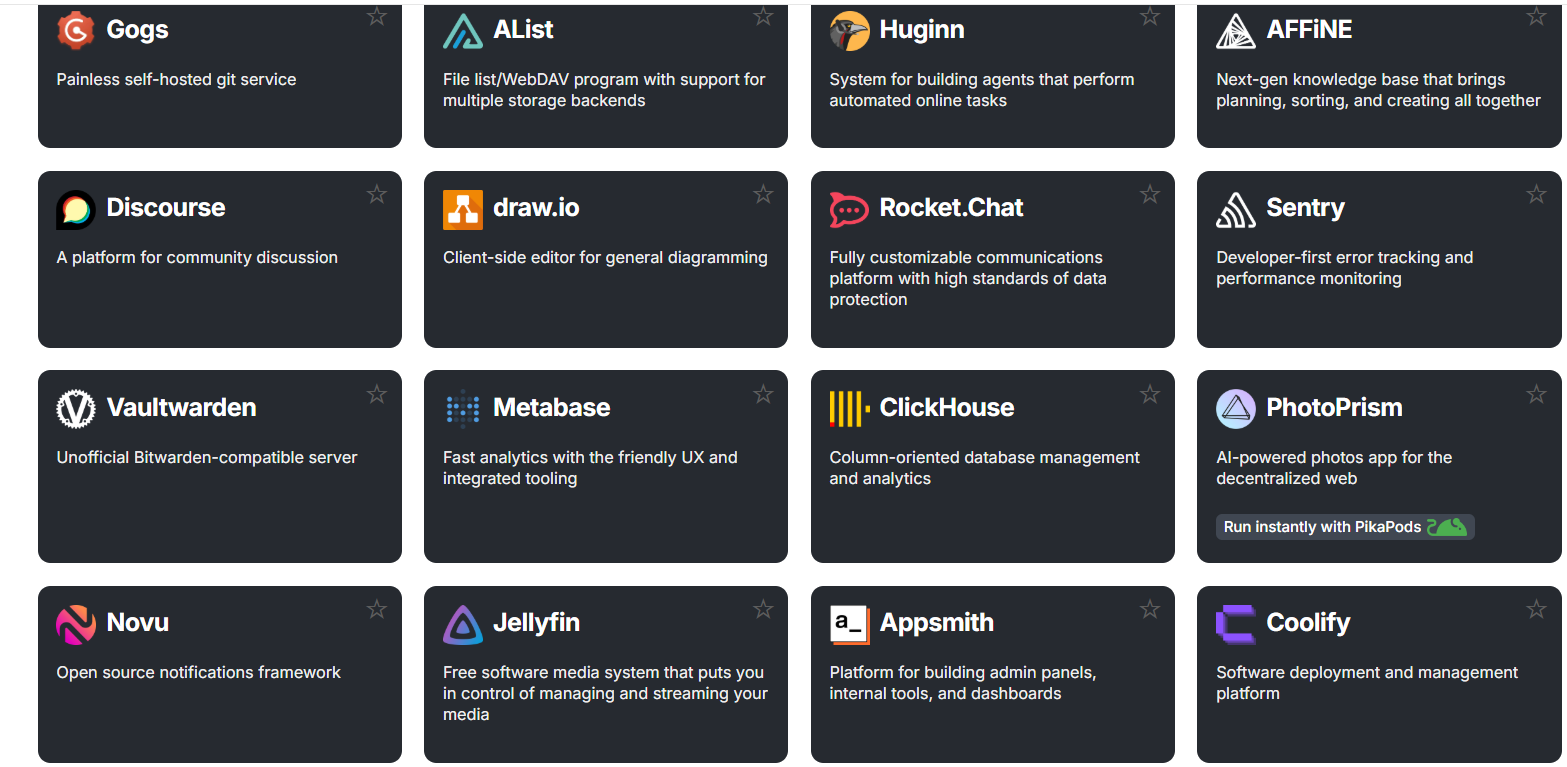 Gogs
Painless self-hosted git service
AList
File list/WebDAV program with support for
multiple storage backends
Huginn
System for building agents that perform
automated online tasks
AFFiNE
Next-gen knowledge base that brings
planning, sorting, and creating all together
Discourse
A platform for community discussion
draw.io
Client-side editor for general diagramming
Rocket.Chat
Fully customizable communications
platform with high standards of data
protection
Sentry
Developer-first error tracking and
performance monitoring
Vaultwarden
Unofficial Bitwarden-compatible server
Metabase
Fast analytics with the friendly UX and
integrated tooling
ClickHouse
Column-oriented database management
and analytics
PhotoPrism
AI-powered photos app for the
decentralized web
Run instantly with PikaPods
Novu
Open source notifications framework
Jellyfin
Free software media system that puts you
in control of managing and streaming your
media
a_
Appsmith
Platform for building admin panels,
internal tools, and dashboards
Coolify
Software deployment and management
platform